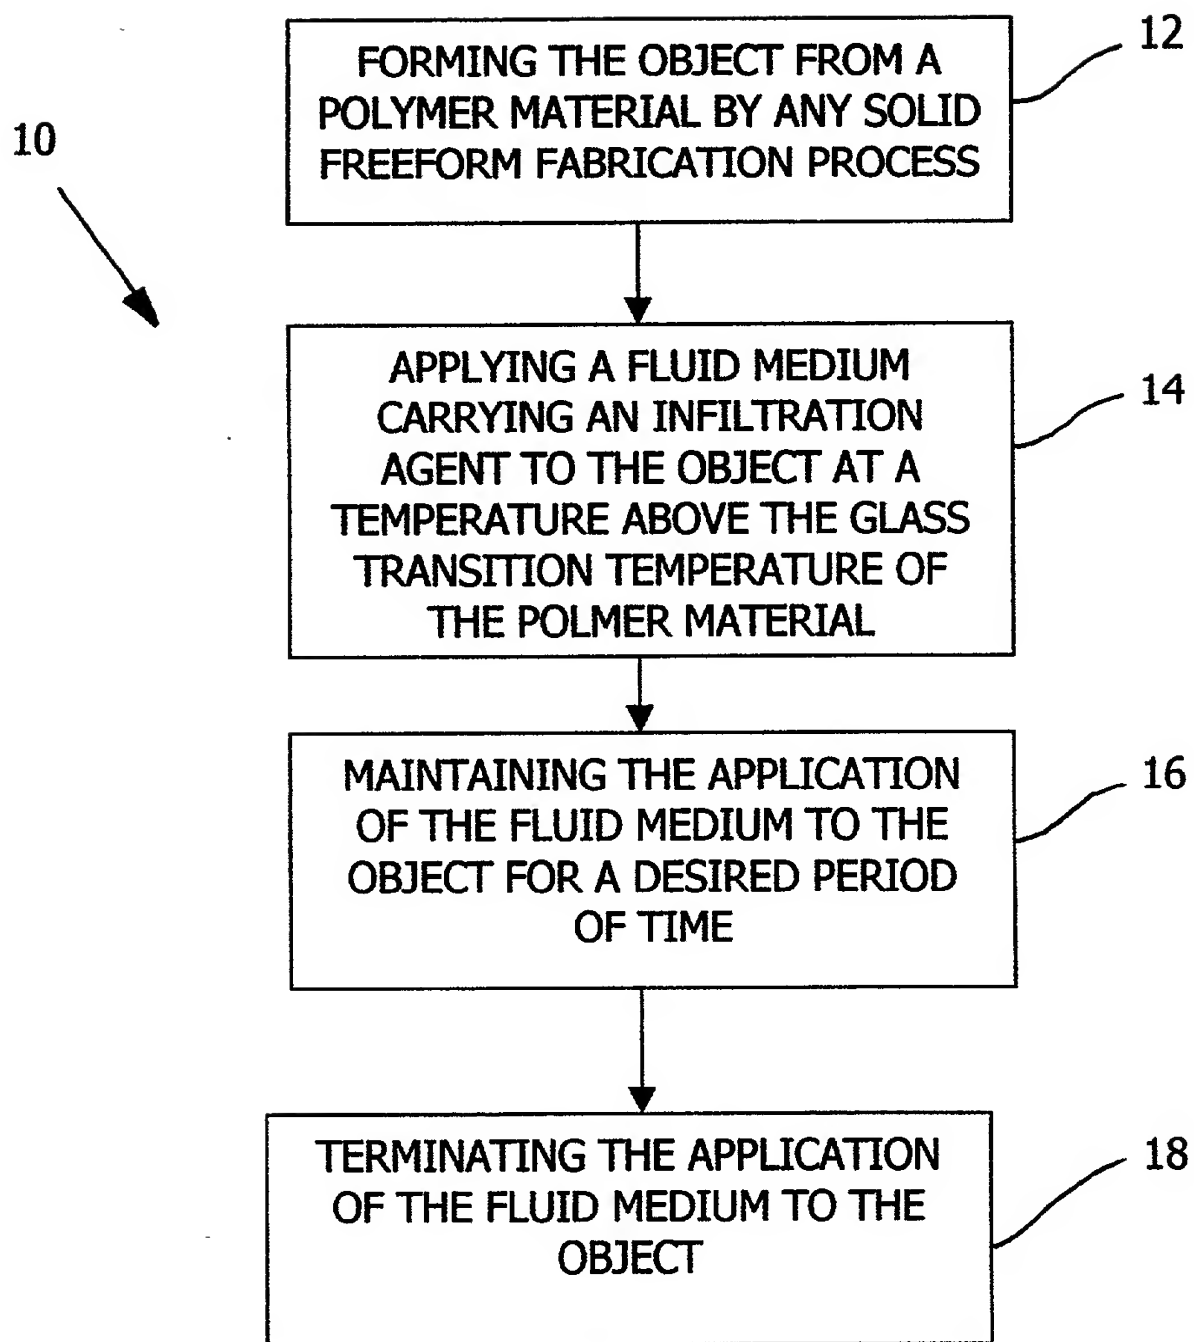 12
FORMING THE OBJECT FROM A
POLYMER MATERIAL BY ANY SOLID
FREEFORM FABRICATION PROCESS
10
APPLYING A FLUID MEDIUM
CARRYING AN INFILTRATION
AGENT TO THE OBJECT AT A
TEMPERATURE ABOVE THE GLASS
TRANSITION TEMPERATURE OF
THE POLMER MATERIAL
14
MAINTAINING THE APPLICATION
OF THE FLUID MEDIUM TO THE
OBJECT FOR A DESIRED PERIOD
OF TIME
16
TERMINATING THE APPLICATION
OF THE FLUID MEDIUM TO THE
OBJECT
18